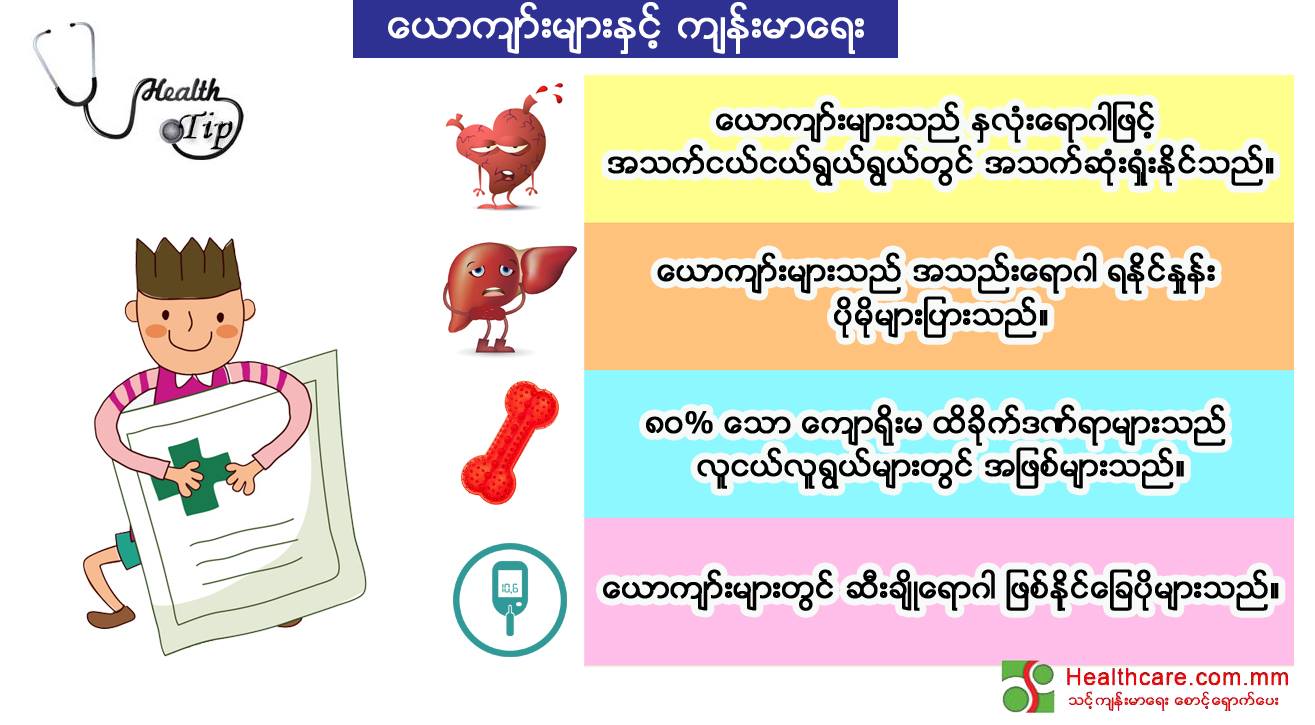 ယောကျာ်းများနှင့် ကျန်းမာရေး
Health
Tip
ယောကျာ်းများသည် နှလုံးရောဂါဖြင့်
အသက်ငယ်ငယ်ရွယ်ရွယ်တွင် အသက်ဆုံးရှုံးနိုင်သည်။
ယောကျာ်းများသည် အသည်းရောဂါ ရနိုင်နှုန်း
ပိုမိုများပြားသည်။
၈၀% သော ကျောရိုးမ ထိခိုက်ဒဏ်ရာများသည်
လူငယ်လူရွယ်များတွင် အဖြစ်များသည်။
10,6
ယောကျာ်းများတွင် ဆီးချိုရောဂါ ဖြစ်နိုင်ခြေပိုများသည်။
Healthcare.com.mm
သင့်ကျန်းမာရေး စောင့်ရှောက်ပေး